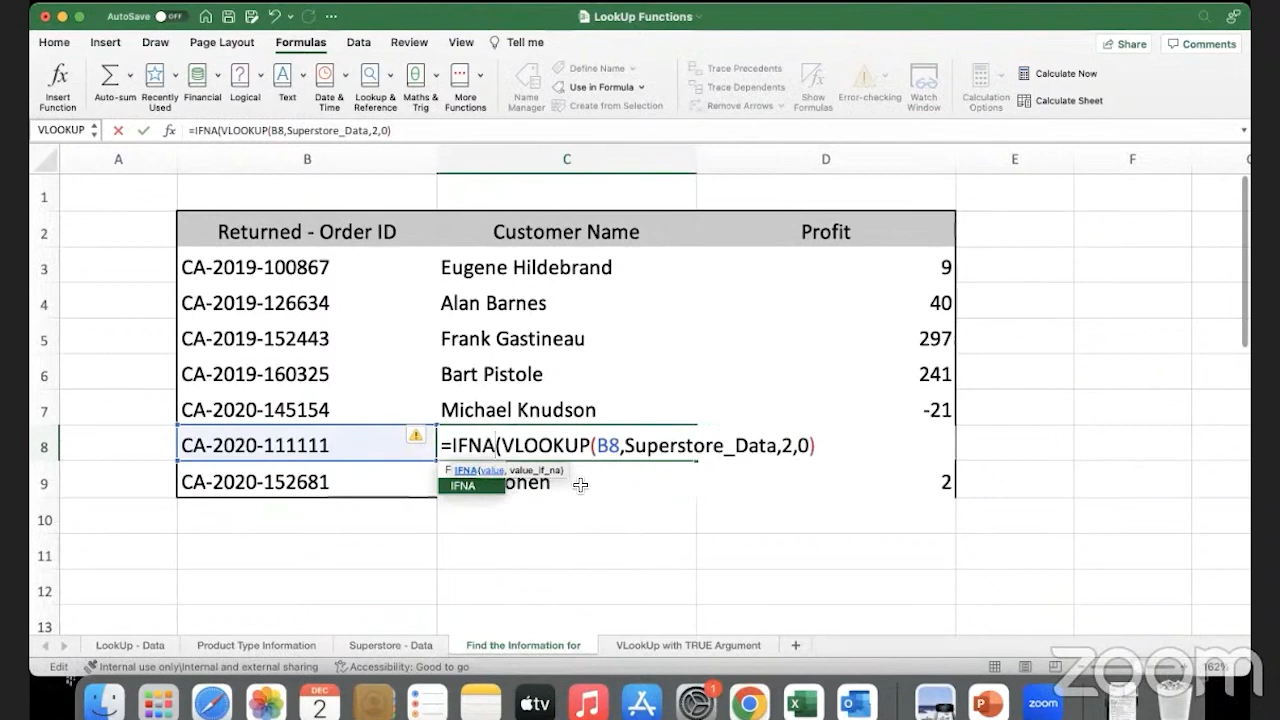 AutoSave OFF
LookUp Functions
Home Insert Draw Page Layout Formulas Data Review View Tell me
Share Comments
Insert Function
Auto-sum
Recently Used
Financial
Logical
Text
Date & Time
Lookup & Reference
Maths & Trig
More Functions
Name Manager
Define Name
Use in Formula
Create from Selection
Trace Precedents
Trace Dependents
Remove Arrows
Show Formulas
Error-checking
Watch Window
Calculation Options
Calculate Now
Calculate Sheet
VLOOKUP fx =IFNA(VLOOKUP(B8,Superstore_Data,2,0)
A B C D E F
1
2 Returned - Order ID Customer Name Profit
3 CA-2019-100867 Eugene Hildebrand 9
4 CA-2019-126634 Alan Barnes 40
5 CA-2019-152443 Frank Gastineau 297
6 CA-2019-160325 Bart Pistole 241
7 CA-2020-145154 Michael Knudson -21
8 CA-2020-111111 =IFNA(VLOOKUP(B8,Superstore_Data,2,0)
IFNA(value, value_if_na)
IFNA
9 CA-2020-152681 onen 2
10
11
12
13
LookUp - Data Product Type Information Superstore - Data Find the Information for VLookUp with TRUE Argument +
Edit Internal use only\Internal and external sharing Accessibility: Good to go 162%
zoom
DEC
2
tv
1
zoom